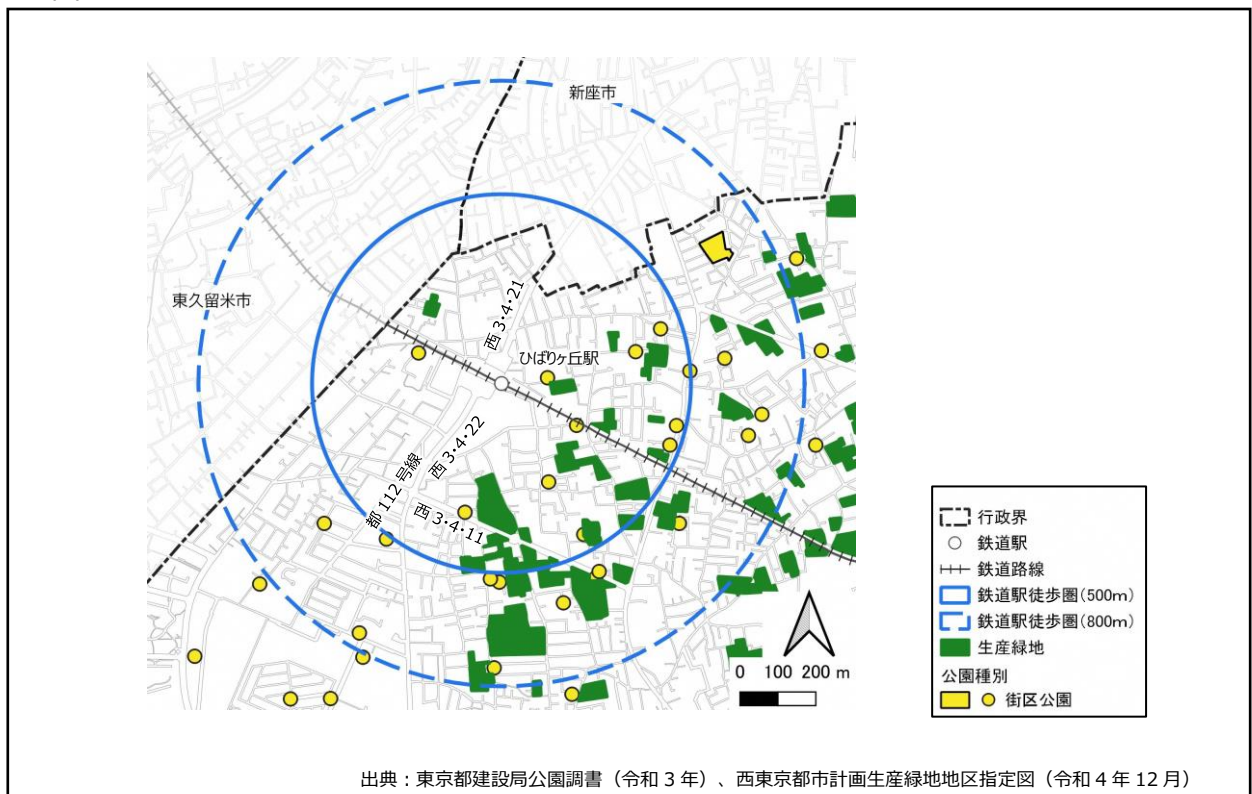 新座市
東久留米市
西3・4・21
ひばりヶ丘駅
西3・4・22
都112号線
西3・4・11
0 100 200 m
行政界
鉄道駅
鉄道路線
鉄道駅徒歩圏(500m)
鉄道駅徒歩圏(800m)
生産緑地
公園種別
街区公園
出典：東京都建設局公園調書（令和3年）、西東京都市計画生産緑地地区指定図（令和4年12月）